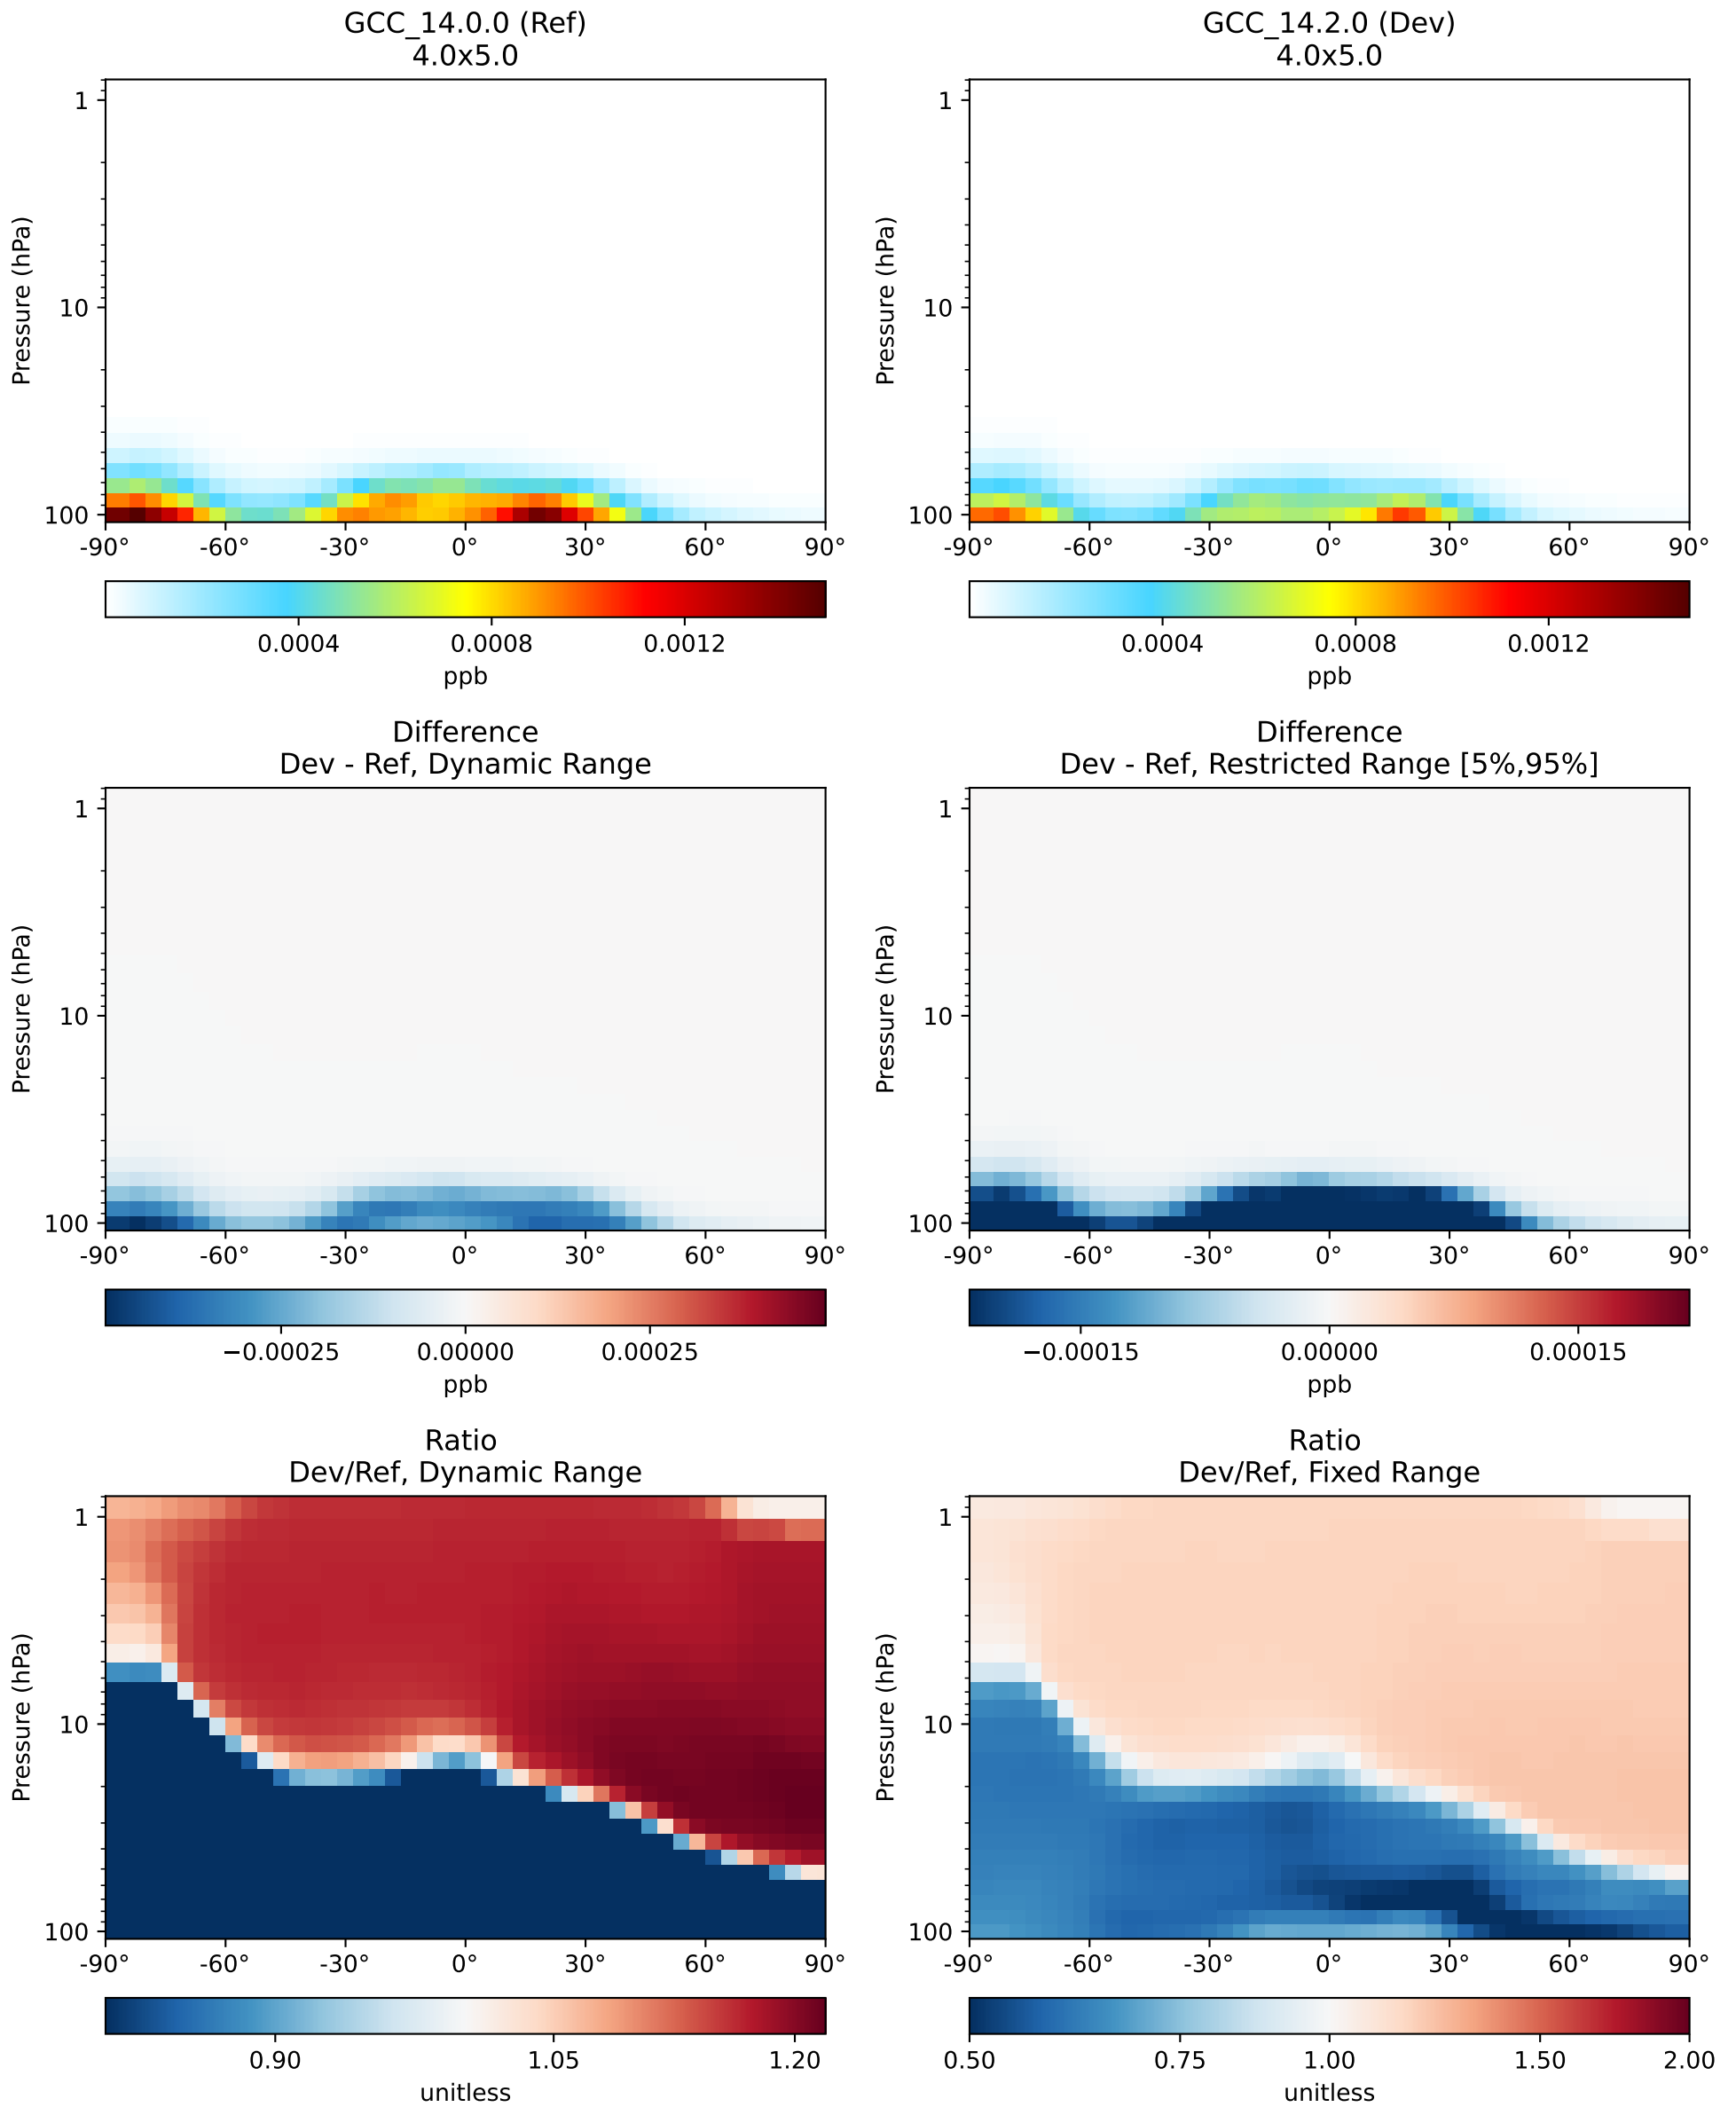 GCC_14.0.0 (Ref)
4.0x5.0
Pressure (hPa)
1
10
100
-90° -60° -30° 0° 30° 60° 90°
0.0004 0.0008 0.0012
ppb
GCC_14.2.0 (Dev)
4.0x5.0
Pressure (hPa)
1
10
100
-90° -60° -30° 0° 30° 60° 90°
0.0004 0.0008 0.0012
ppb
Difference
Dev - Ref, Dynamic Range
Pressure (hPa)
1
10
100
-90° -60° -30° 0° 30° 60° 90°
−0.00025 0.00000 0.00025
ppb
Difference
Dev - Ref, Restricted Range [5%,95%]
Pressure (hPa)
1
10
100
-90° -60° -30° 0° 30° 60° 90°
−0.00015 0.00000 0.00015
ppb
Ratio
Dev/Ref, Dynamic Range
Pressure (hPa)
1
10
100
-90° -60° -30° 0° 30° 60° 90°
0.90 1.05 1.20
unitless
Ratio
Dev/Ref, Fixed Range
Pressure (hPa)
1
10
100
-90° -60° -30° 0° 30° 60° 90°
0.50 0.75 1.00 1.50 2.00
unitless